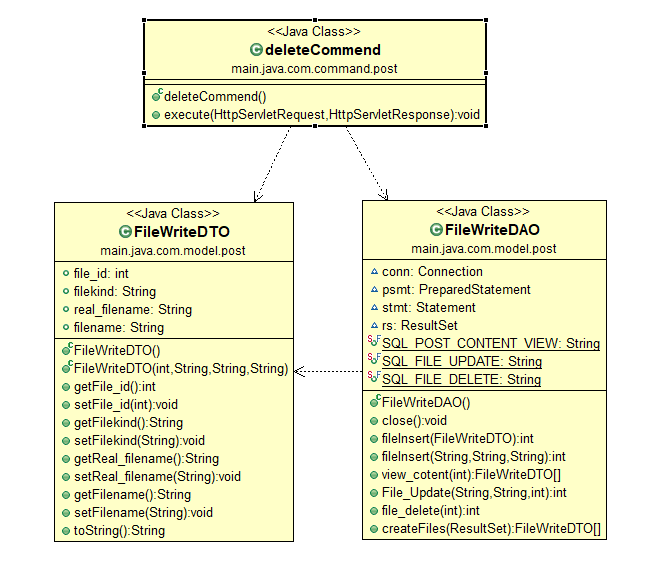 <<Java Class>>
deleteCommend
main.java.com.command.post
deleteCommend()
execute(HttpServletRequest,HttpServletResponse):void
<<Java Class>>
FileWriteDTO
main.java.com.model.post
file_id: int
filekind: String
real_filename: String
filename: String
FileWriteDTO()
FileWriteDTO(int,String,String,String)
getFile_id():int
setFile_id(int):void
getFilekind():String
setFilekind(String):void
getReal_filename():String
setReal_filename(String):void
getFilename():String
setFilename(String):void
toString():String
<<Java Class>>
FileWriteDAO
main.java.com.model.post
conn: Connection
psmt: PreparedStatement
stmt: Statement
rs: ResultSet
SQL_POST_CONTENT_VIEW: String
SQL_FILE_UPDATE: String
SQL_FILE_DELETE: String
FileWriteDAO()
close():void
fileInsert(FileWriteDTO):int
fileInsert(String,String,String):int
view_cotent(int):FileWriteDTO[]
File_Update(String,String,int):int
file_delete(int):int
createFiles(ResultSet):FileWriteDTO[]